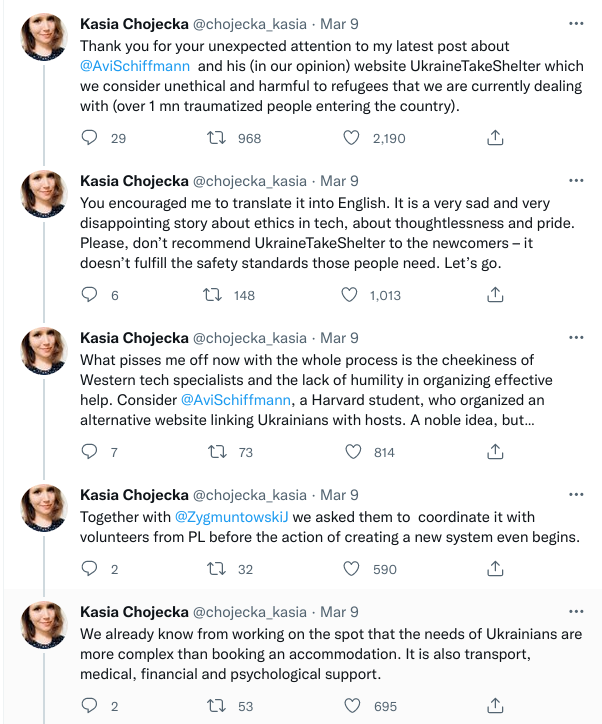 Kasia Chojecka @chojecka_kasia · Mar 9
Thank you for your unexpected attention to my latest post about
@AviSchiffmann and his (in our opinion) website UkraineTakeShelter which
we consider unethical and harmful to refugees that we are currently dealing
with (over 1 mn traumatized people entering the country).
29 968 2,190
Kasia Chojecka @chojecka_kasia · Mar 9
You encouraged me to translate it into English. It is a very sad and very
disappointing story about ethics in tech, about thoughtlessness and pride.
Please, don't recommend UkraineTakeShelter to the newcomers – it
doesn't fulfill the safety standards those people need. Let's go.
6 148 1,013
Kasia Chojecka @chojecka_kasia · Mar 9
What pisses me off now with the whole process is the cheekiness of
Western tech specialists and the lack of humility in organizing effective
help. Consider @AviSchiffmann, a Harvard student, who organized an
alternative website linking Ukrainians with hosts. A noble idea, but...
7 73 814
Kasia Chojecka @chojecka_kasia · Mar 9
Together with @ZygmuntowskiJ we asked them to coordinate it with
volunteers from PL before the action of creating a new system even begins.
2 32 590
Kasia Chojecka @chojecka_kasia · Mar 9
We already know from working on the spot that the needs of Ukrainians are
more complex than booking an accommodation. It is also transport,
medical, financial and psychological support.
2 53 695